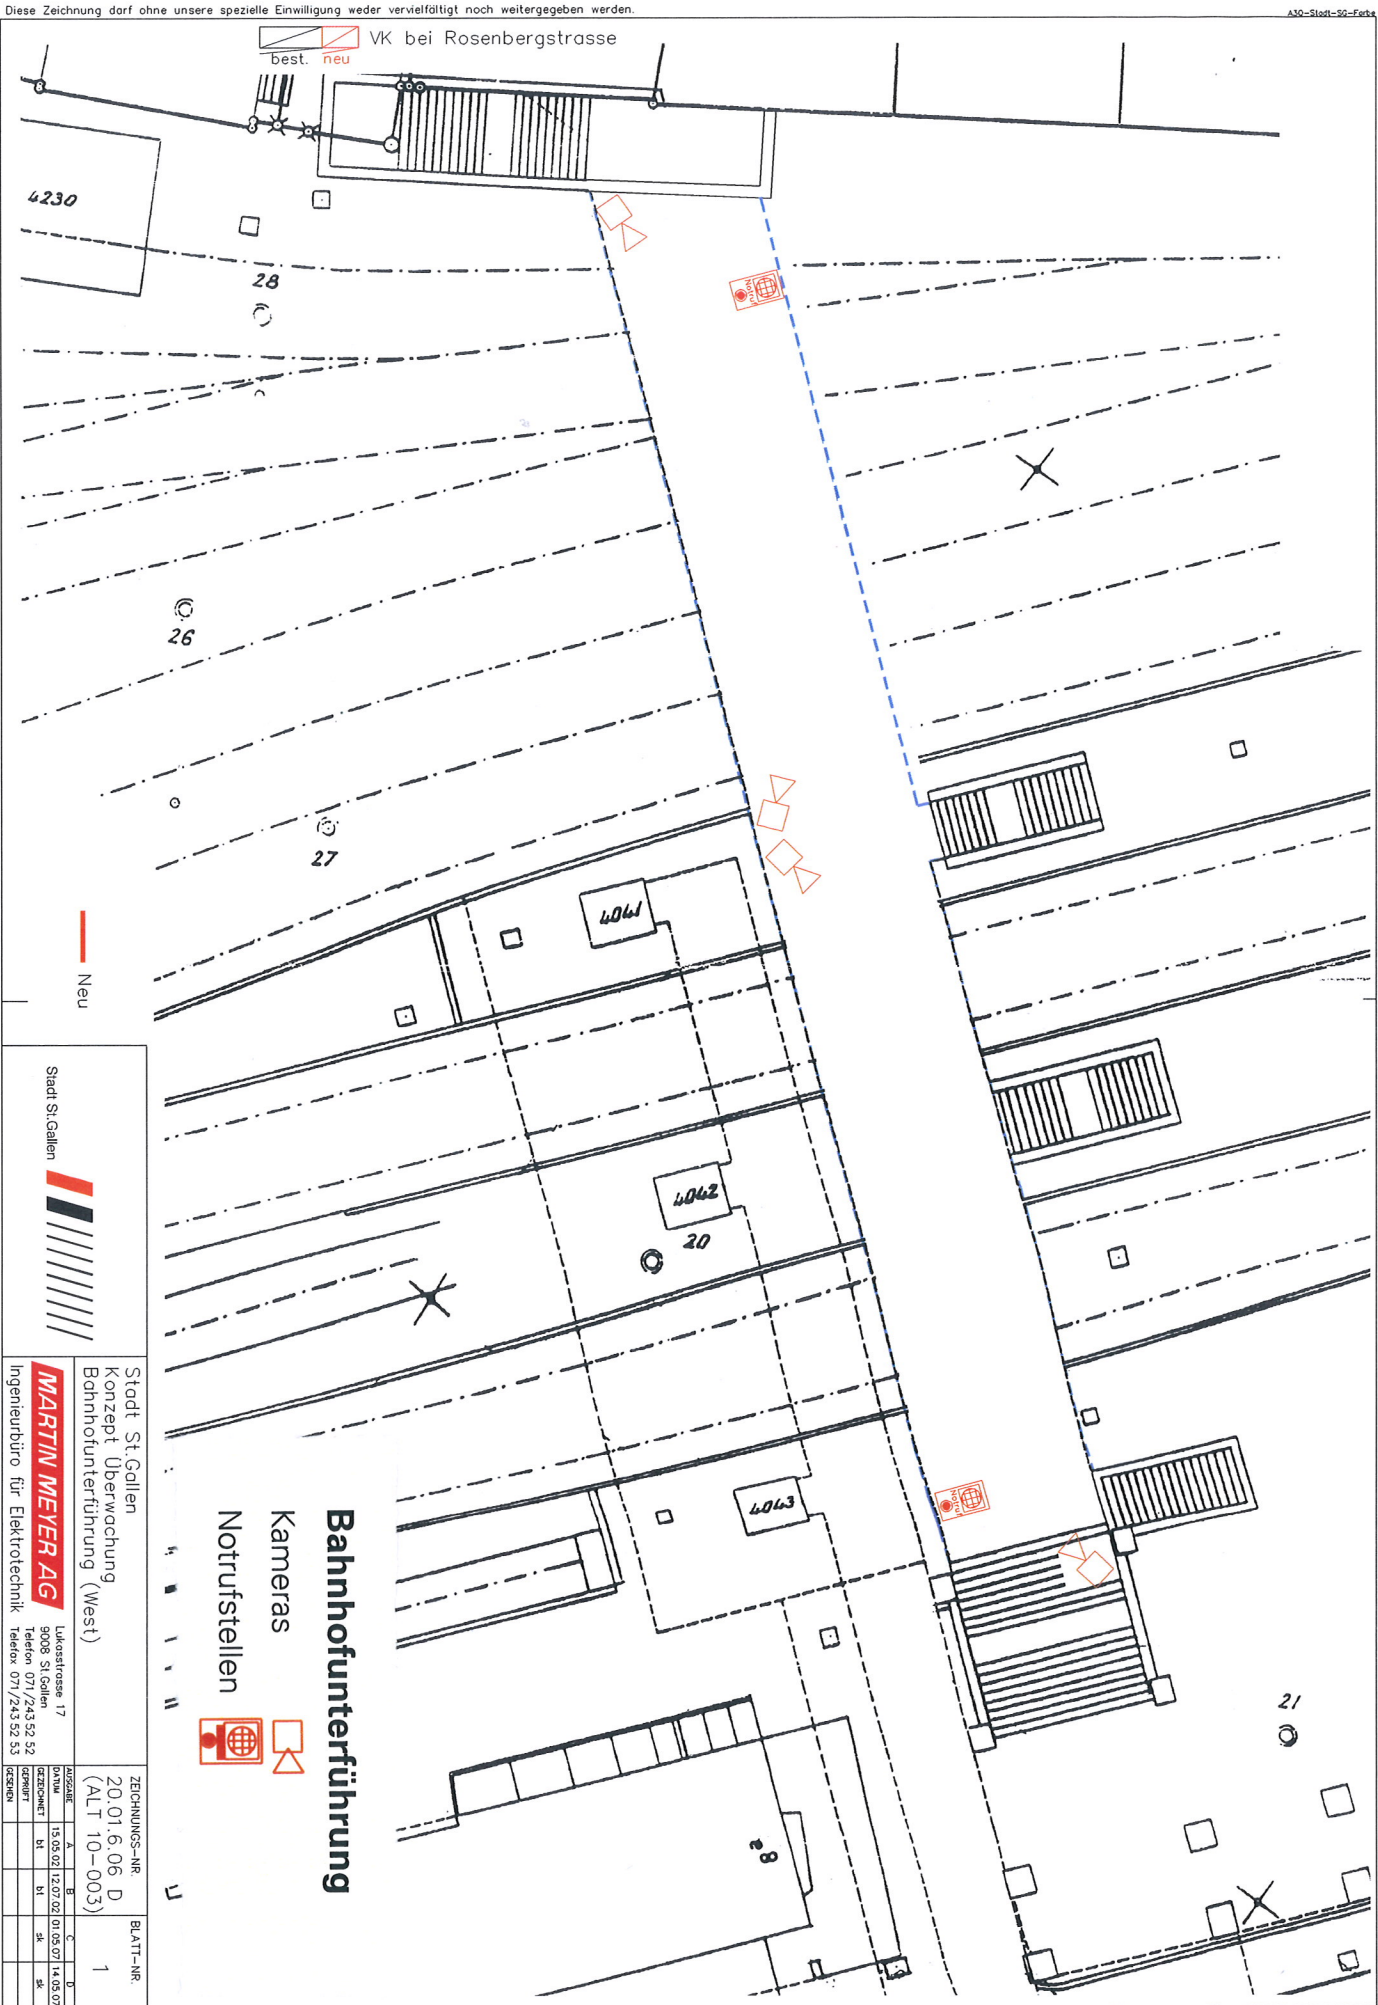 Diese Zeichnung darf ohne unsere spezielle Einwilligung weder vervielfältigt noch weitergegeben werden.
A3Q-Stadt-SG-Farbe
VK bei Rosenbergstrasse
best. neu
4230
28
Notruf
26
27
4041
4042
20
4043
Notruf
21
8a
Neu
Bahnhofunterführung
Kameras
Notrufstellen
Stadt St.Gallen
Stadt St.Gallen
Konzept Überwachung
Bahnhofunterführung (West)
MARTIN MEYER AG
Ingenieurbüro für Elektrotechnik
Lukasstrasse 17
9008 St.Gallen
Telefon 071/243 52 52
Telefax 071/243 52 53
ZEICHNUNGS-NR.
20.01.6.06 D
(ALT 10-003)
BLATT-NR.
1
AUSGABE A B C D
DATUM 15.05.02 12.07.02 01.05.07 14.05.07
GEZEICHNET bt bt sk sk
GEPRÜFT
GESEHEN